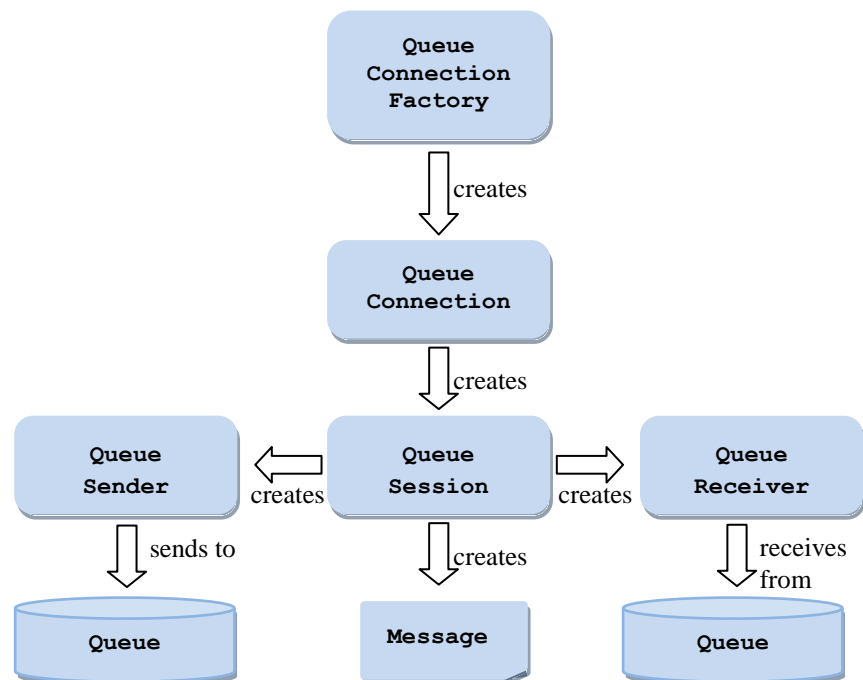 Queue
Connection
Factory
creates
Queue
Connection
creates
Queue
Sender
creates
Queue
Session
creates
Queue
Receiver
sends to
creates
receives
from
Queue
Message
Queue